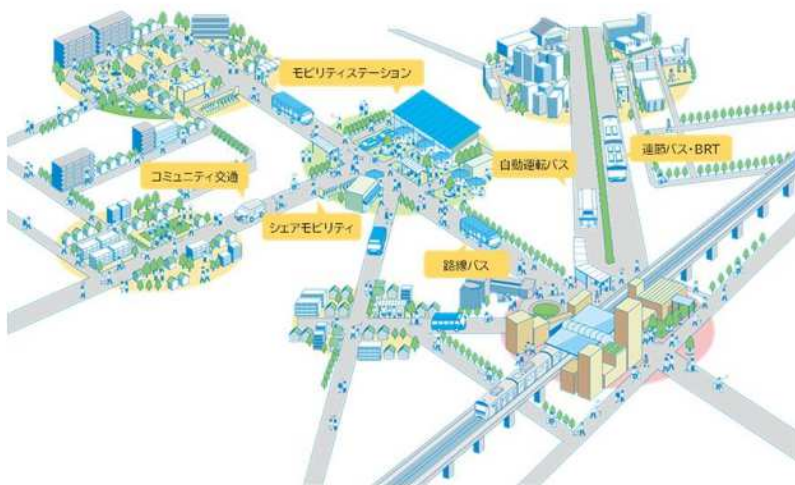 モビリティステーション
コミュニティ交通
自動運転バス
連節バス・BRT
シェアモビリティ
路線バス